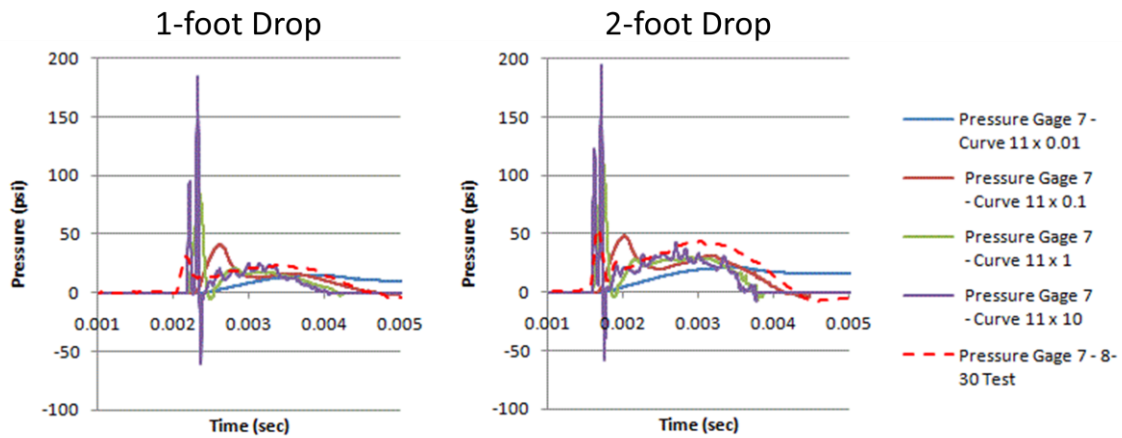 1-foot Drop
2-foot Drop
200
150
100
50
0
-50
-100
Pressure (psi)
0.001 0.002 0.003 0.004 0.005
Time (sec)
200
150
100
50
0
-50
-100
Pressure (psi)
0.001 0.002 0.003 0.004 0.005
Time (sec)
Pressure Gage 7 -
Curve 11 x 0.01
Pressure Gage 7
- Curve 11 x 0.1
Pressure Gage 7
- Curve 11 x 1
Pressure Gage 7
- Curve 11 x 10
Pressure Gage 7 - 8-
30 Test